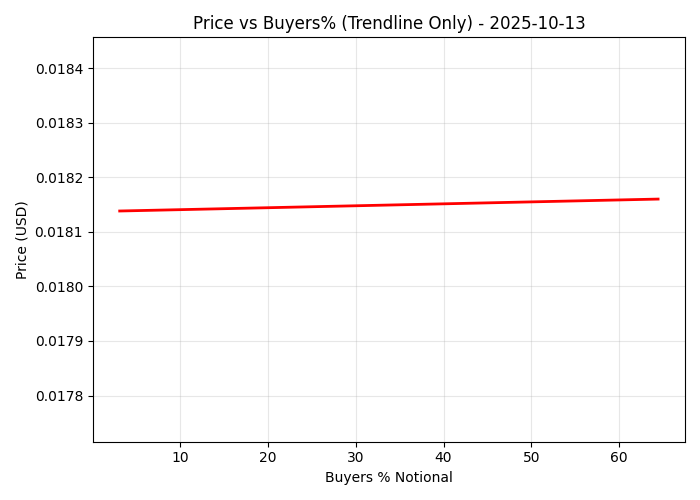 Price vs Buyers% (Trendline Only) - 2025-10-13
Price (USD)
0.0184
0.0183
0.0182
0.0181
0.0180
0.0179
0.0178
10 20 30 40 50 60
Buyers % Notional